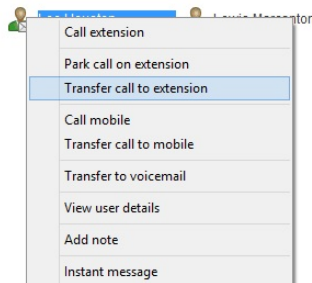 Call extension
Park call on extension
Transfer call to extension
Call mobile
Transfer call to mobile
Transfer to voicemail
View user details
Add note
Instant message